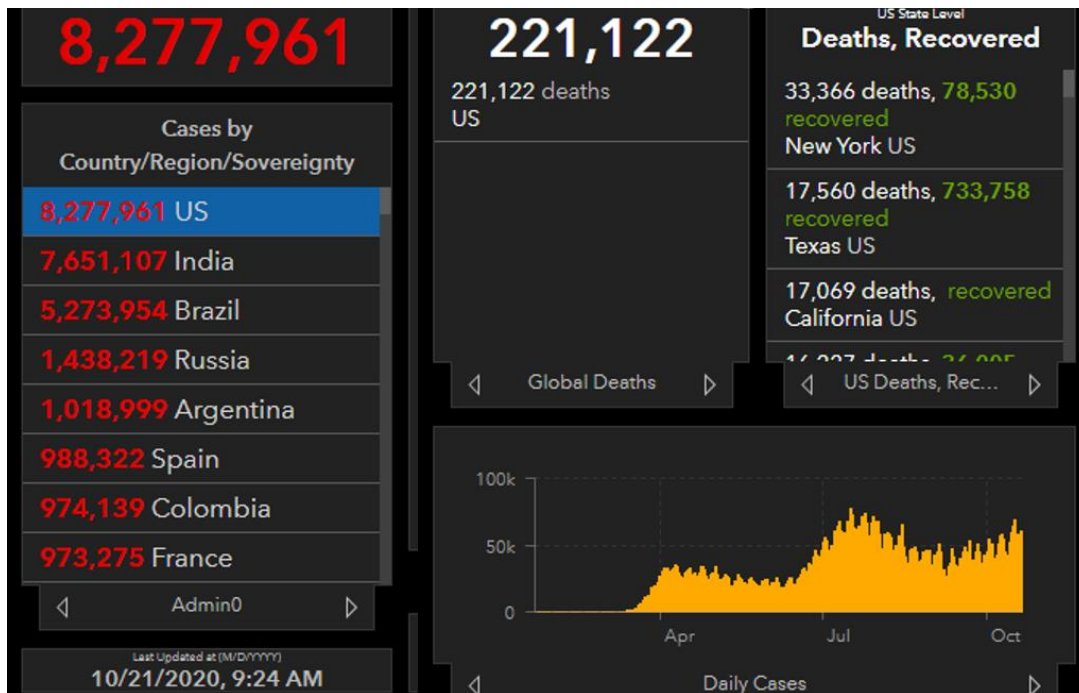 8,277,961
Cases by
Country/Region/Sovereignty
8,277,961 US
7,651,107 India
5,273,954 Brazil
1,438,219 Russia
1,018,999 Argentina
988,322 Spain
974,139 Colombia
973,275 France
Admin0
Last Updated at (M/D/YYYY)
10/21/2020, 9:24 AM
221,122
221,122 deaths
US
Global Deaths
US State Level
Deaths, Recovered
33,366 deaths, 78,530
recovered
New York US
17,560 deaths, 733,758
recovered
Texas US
17,069 deaths, recovered
California US
US Deaths, Rec...
100k
50k
0
Apr
Jul
Oct
Daily Cases